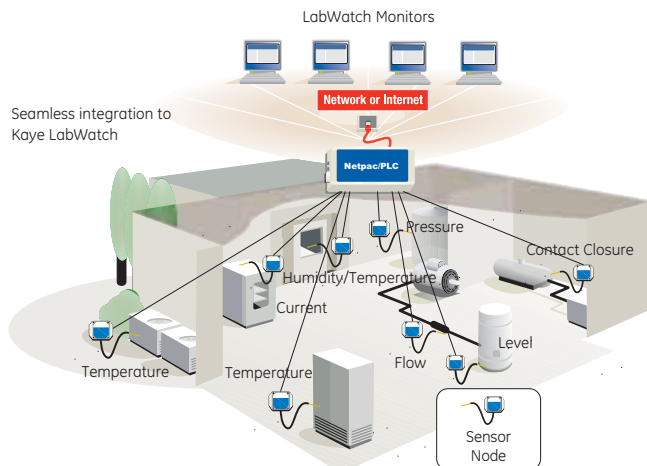 LabWatch Monitors
Network or Internet
Seamless integration to
Kaye LabWatch
Netpac/PLC
Pressure
Contact Closure
Humidity/Temperature
Current
Temperature
Temperature
Flow
Level
Sensor
Node